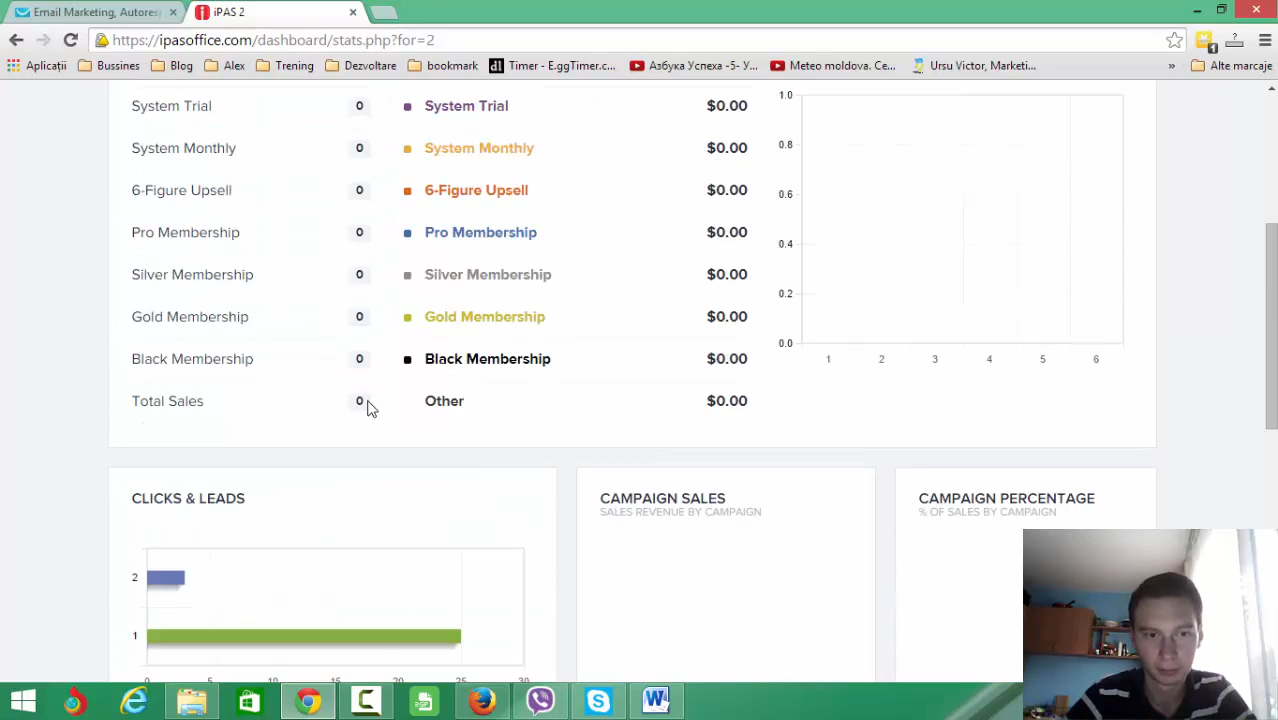 Email Marketing, Autores
iPAS 2
https://ipasoffice.com/dashboard/stats.php?for=2
Aplicații
Bussines
Blog
Alex
Trening
Dezvoltare
bookmark
dl Timer - E.ggTimer.c...
Азбука Успеха -5- У...
Meteo moldova. Ce...
Ursu Victor, Marketi...
»
Alte marcaje
1
System Trial 0 System Trial $0.00
System Monthly 0 System Monthly $0.00
6-Figure Upsell 0 6-Figure Upsell $0.00
Pro Membership 0 Pro Membership $0.00
Silver Membership 0 Silver Membership $0.00
Gold Membership 0 Gold Membership $0.00
Black Membership 0 Black Membership $0.00
Total Sales 0 Other $0.00
1.0
0.8
0.6
0.4
0.2
0.0
1 2 3 4 5 6
CLICKS & LEADS
2
1
0 20 25 30
CAMPAIGN SALES
SALES REVENUE BY CAMPAIGN
CAMPAIGN PERCENTAGE
% OF SALES BY CAMPAIGN